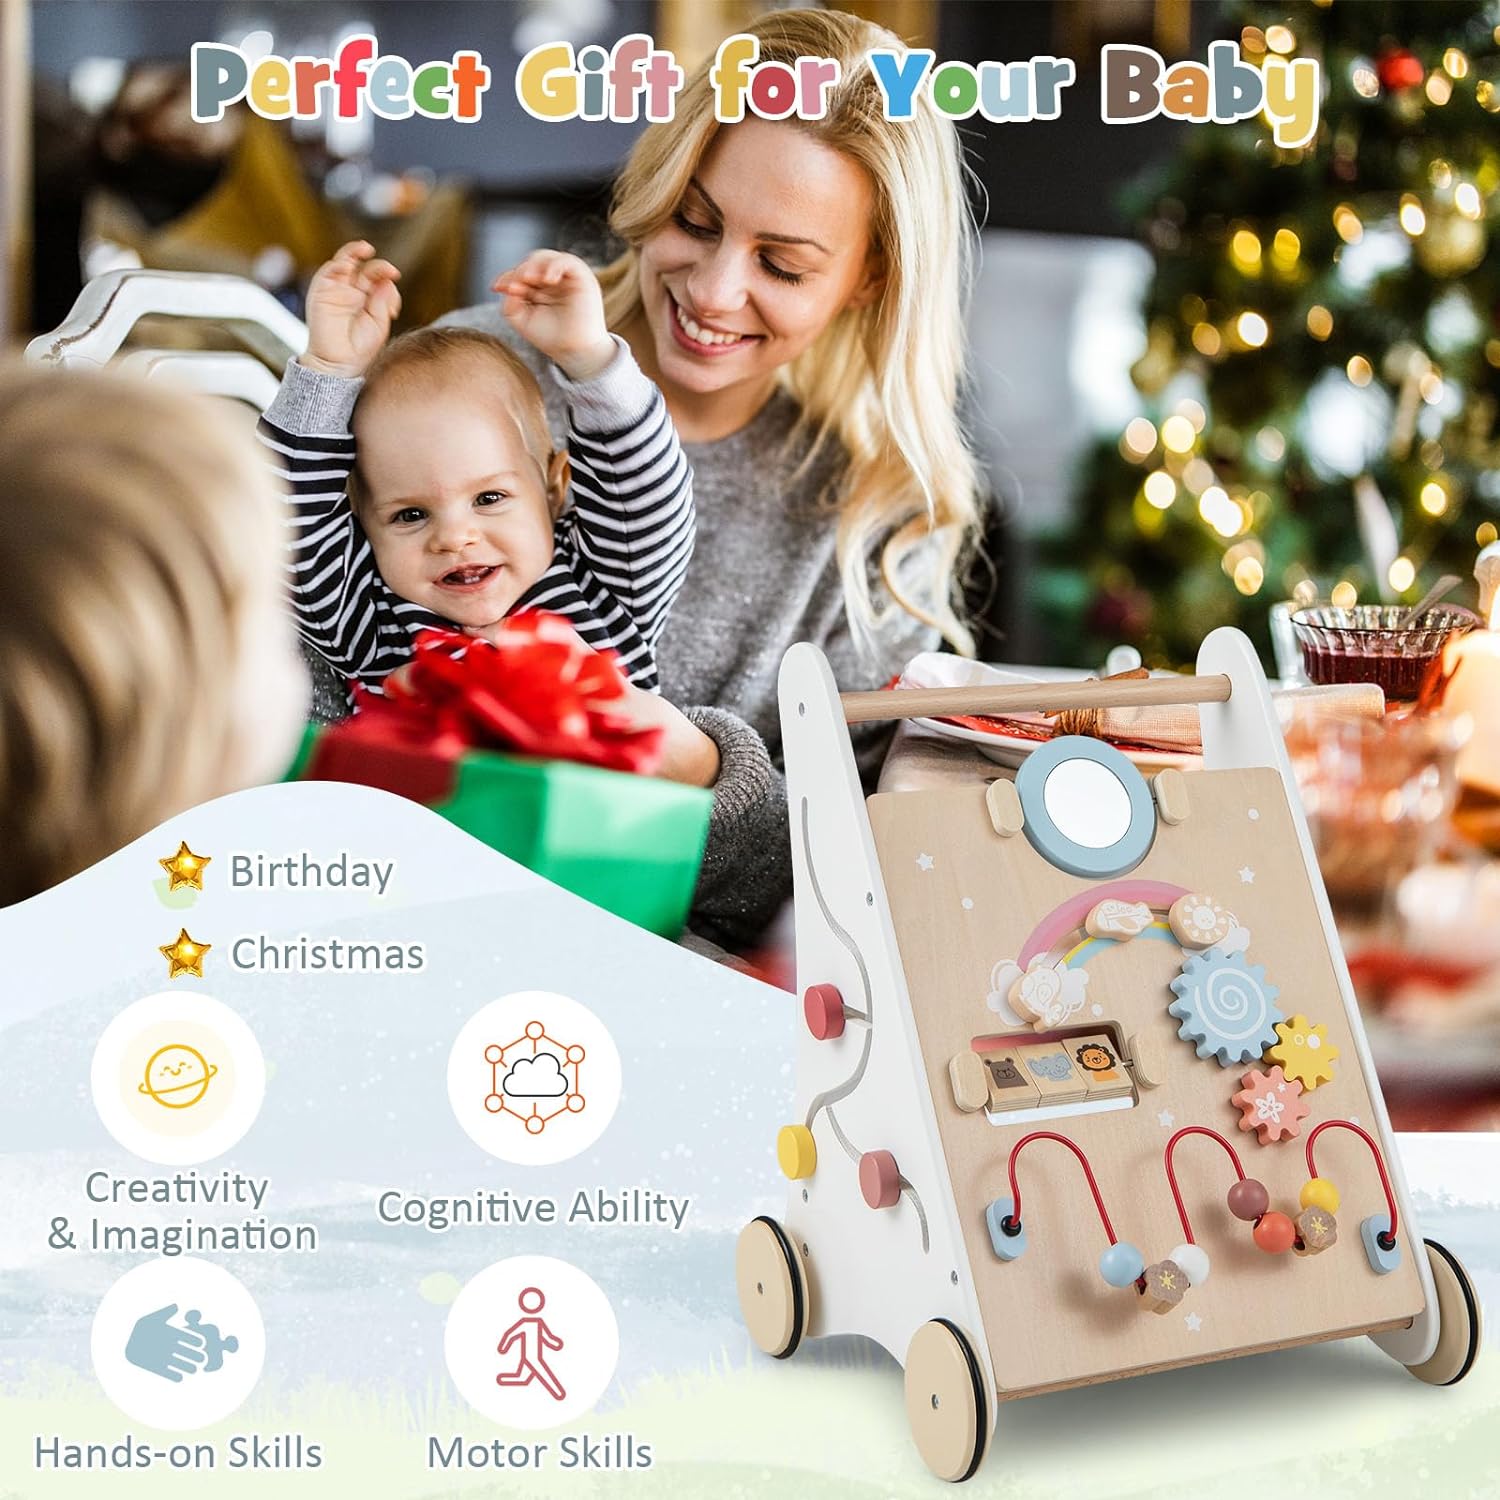 Perfect Gift for Your Baby
Birthday
Christmas
Creativity
& Imagination
Cognitive Ability
Hands-on Skills
Motor Skills